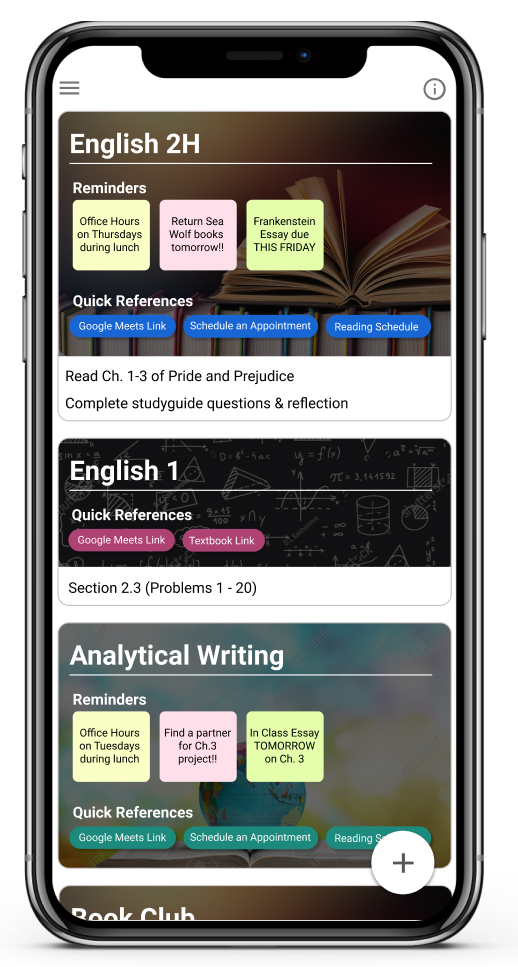 English 2H
Reminders
Office Hours
on Thursdays
during lunch
Return Sea
Wolf books
tomorrow!!
Frankenstein
Essay due
THIS FRIDAY
Quick References
Google Meets Link
Schedule an Appointment
Reading Schedule
Read Ch. 1-3 of Pride and Prejudice
Complete studyguide questions & reflection
English 1
D=b²-4ac
y=f(x)
π=3,141592
Quick References
Google Meets Link
Textbook Link
Section 2.3 (Problems 1 - 20)
Analytical Writing
Reminders
Office Hours
on Tuesdays
during lunch
Find a partner
for Ch.3
project!!
In Class Essay
TOMORROW
on Ch. 3
Quick References
Google Meets Link
Schedule an Appointment
Reading
Book Club